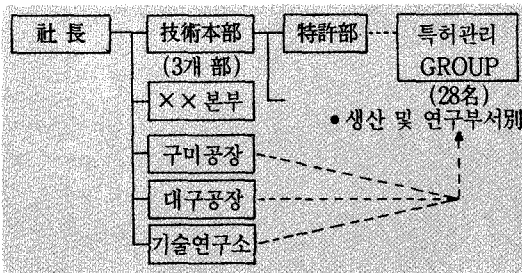 社長
技術本部
特許部
특허관리
GROUP
(3개 部)
(28名)
××본부
● 생산 및 연구부서別
구미공장
대구공장
기술연구소